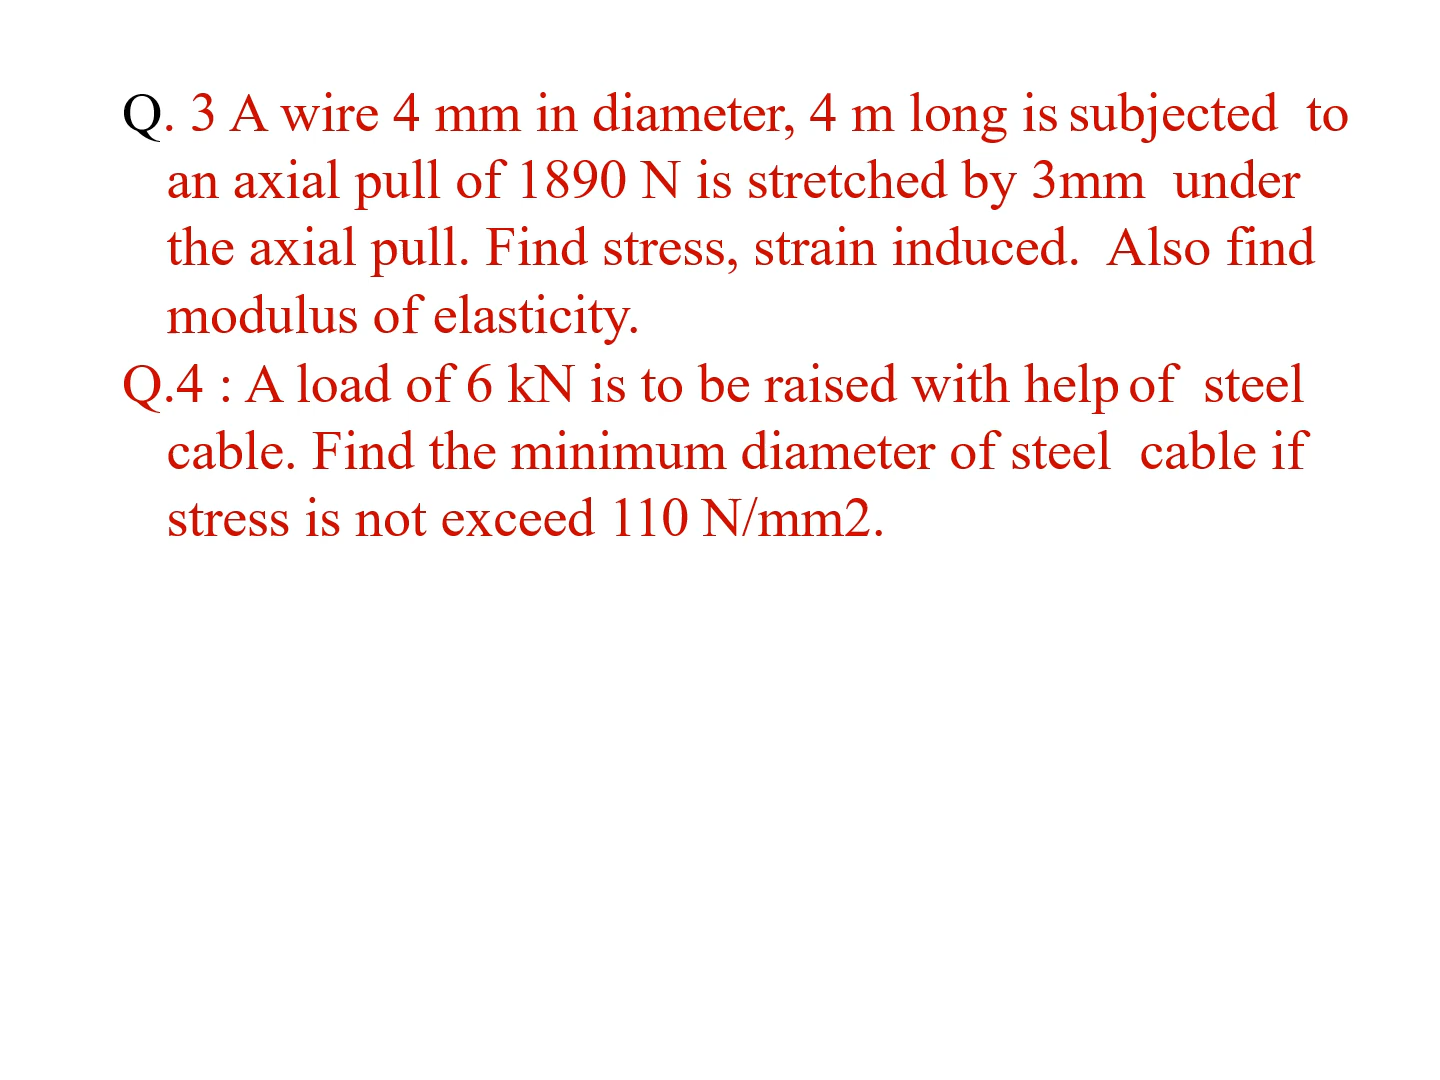 Q. 3 A wire 4 mm in diameter, 4 m long is subjected to
an axial pull of 1890 N is stretched by 3mm under
the axial pull. Find stress, strain induced. Also find
modulus of elasticity.
Q.4 : A load of 6 kN is to be raised with help of steel
cable. Find the minimum diameter of steel cable if
stress is not exceed 110 N/mm2.